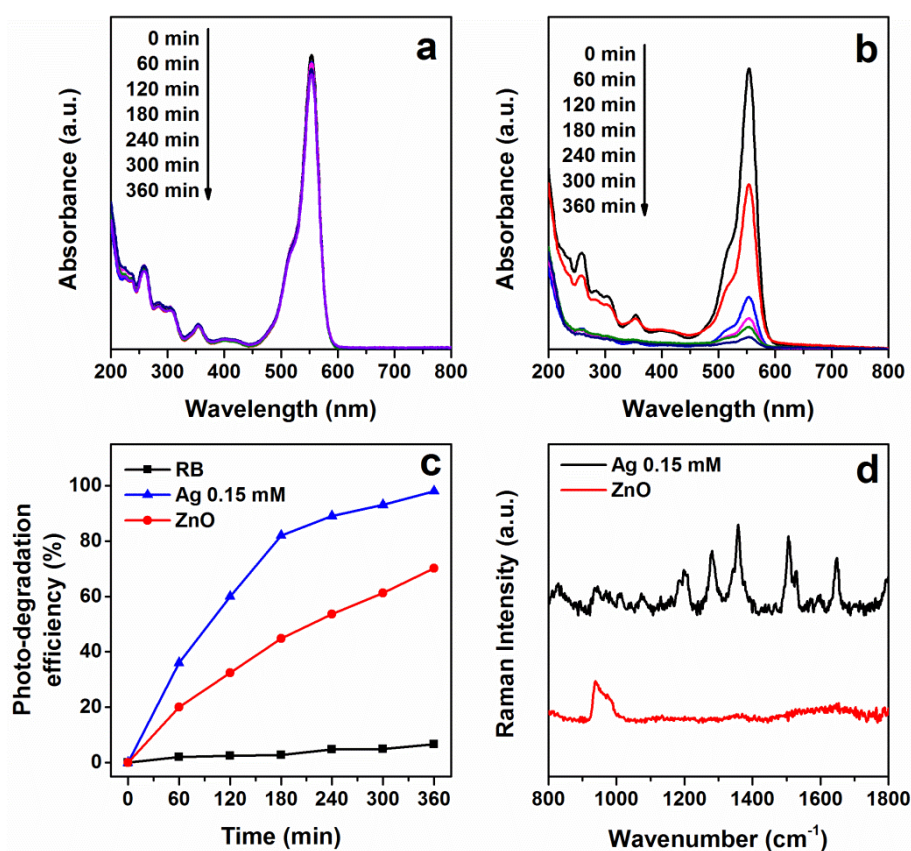 a
0 min
60 min
120 min
180 min
240 min
300 min
360 min
Absorbance (a.u.)
200 300 400 500 600 700 800
Wavelength (nm)
b
0 min
60 min
120 min
180 min
240 min
300 min
360 min
Absorbance (a.u.)
200 300 400 500 600 700 800
Wavelength (nm)
c
RB
Ag 0.15 mM
ZnO
Photo-degradation
efficiency (%)
100
80
60
40
20
0
0 60 120 180 240 300 360
Time (min)
d
Ag 0.15 mM
ZnO
Raman Intensity (a.u.)
800 1000 1200 1400 1600 1800
Wavenumber (cm⁻¹)